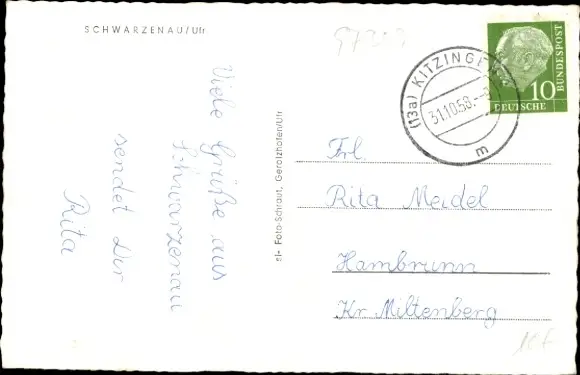 SCHWARZENAU/Ufr
Viele Grüße aus
Schwarzenau
sendet Dir
Rita
el- Foto-Schraut, Gerolzhofen/Ufr
(13a) KITZINGEN
31.10.58.
m
10
DEUTSCHE
BUNDESPOST
Frl.
Rita Meidel
Hambrunn
Kr. Miltenberg